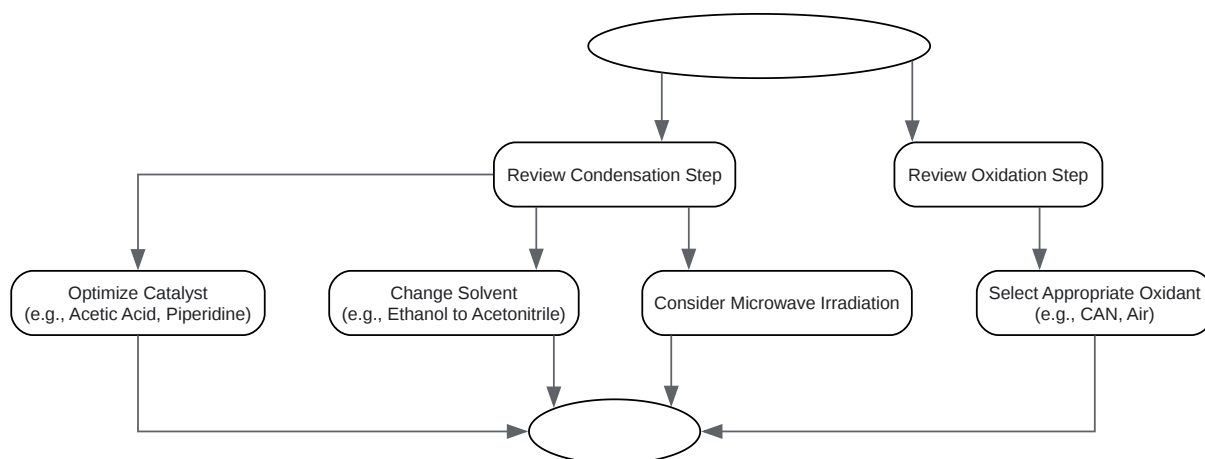 Review Condensation Step
Review Oxidation Step
Optimize Catalyst
(e.g., Acetic Acid, Piperidine)
Change Solvent
(e.g., Ethanol to Acetonitrile)
Consider Microwave Irradiation
Select Appropriate Oxidant
(e.g., CAN, Air)